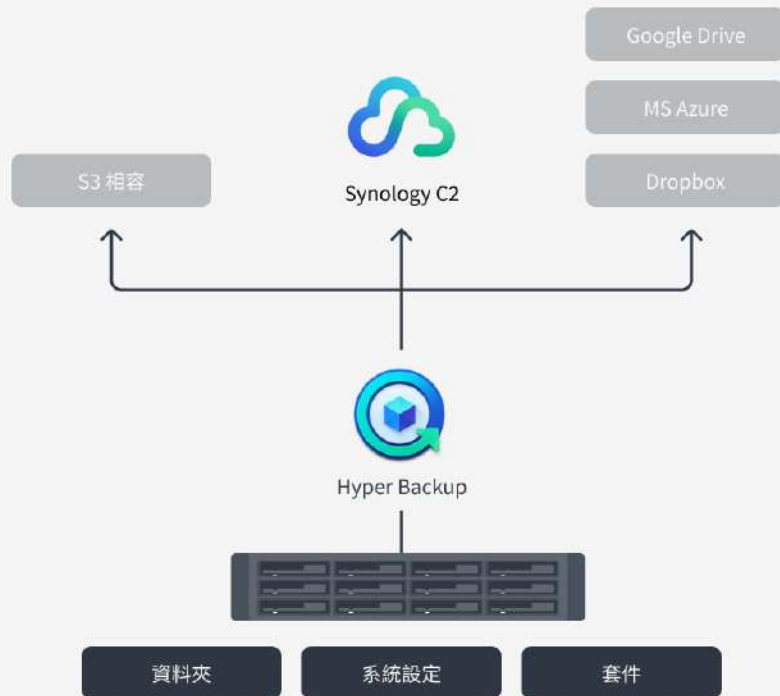 Google Drive
MS Azure
S3 相容
Synology C2
Dropbox
Hyper Backup
資料夾
系統設定
套件